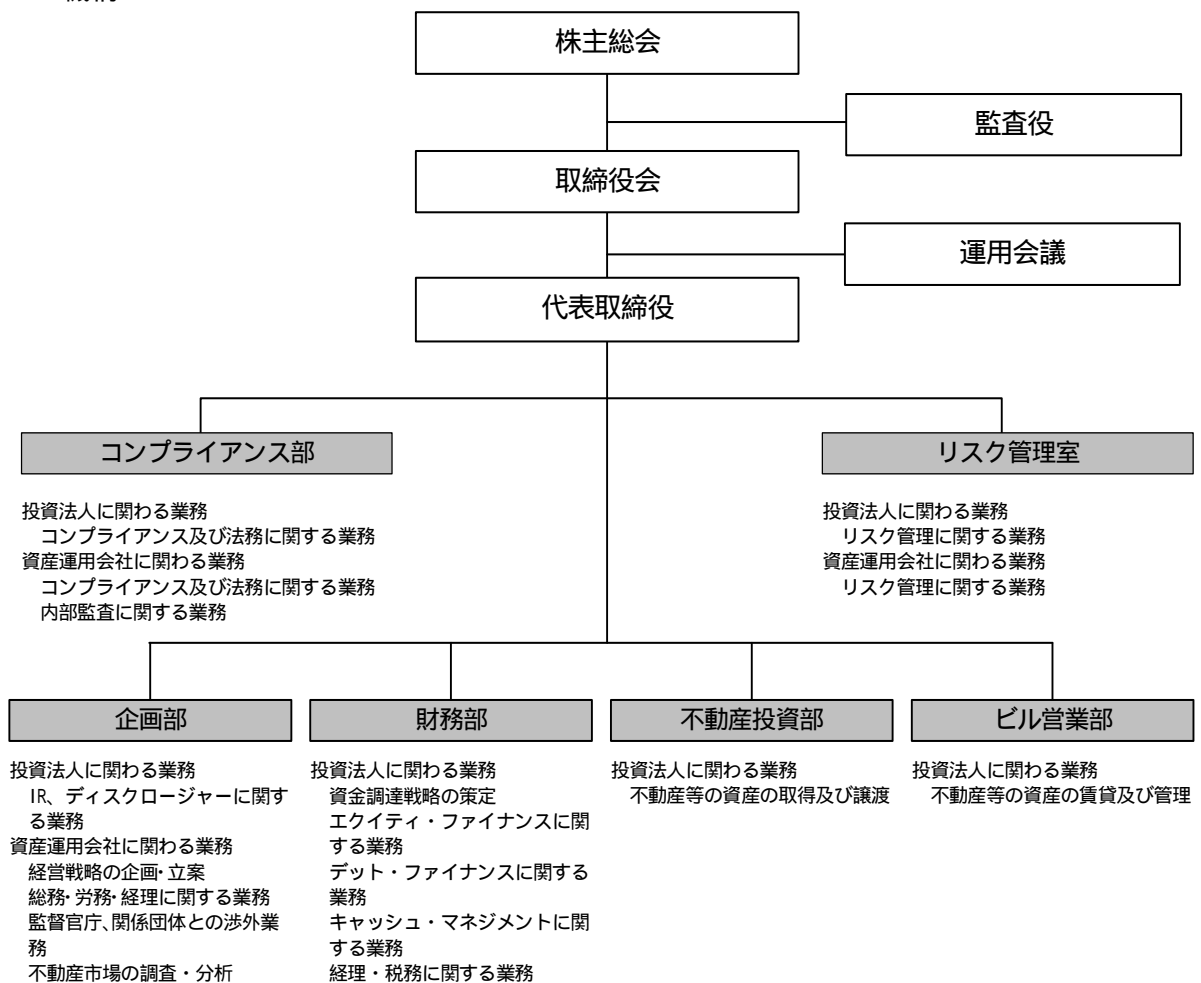 株主総会
監査役
取締役会
運用会議
代表取締役
コンプライアンス部
投資法人に関わる業務
コンプライアンス及び法務に関する業務
資産運用会社に関わる業務
コンプライアンス及び法務に関する業務
内部監査に関する業務
リスク管理室
投資法人に関わる業務
リスク管理に関する業務
資産運用会社に関わる業務
リスク管理に関する業務
企画部
投資法人に関わる業務
IR、ディスクロージャーに関す
る業務
資産運用会社に関わる業務
経営戦略の企画・立案
総務・労務・経理に関する業務
監督官庁、関係団体との渉外業
務
不動産市場の調査・分析
財務部
投資法人に関わる業務
資金調達戦略の策定
エクイティ・ファイナンスに関
する業務
デット・ファイナンスに関する
業務
キャッシュ・マネジメントに関
する業務
経理・税務に関する業務
不動産投資部
投資法人に関わる業務
不動産等の資産の取得及び譲渡
ビル営業部
投資法人に関わる業務
不動産等の資産の賃貸及び管理